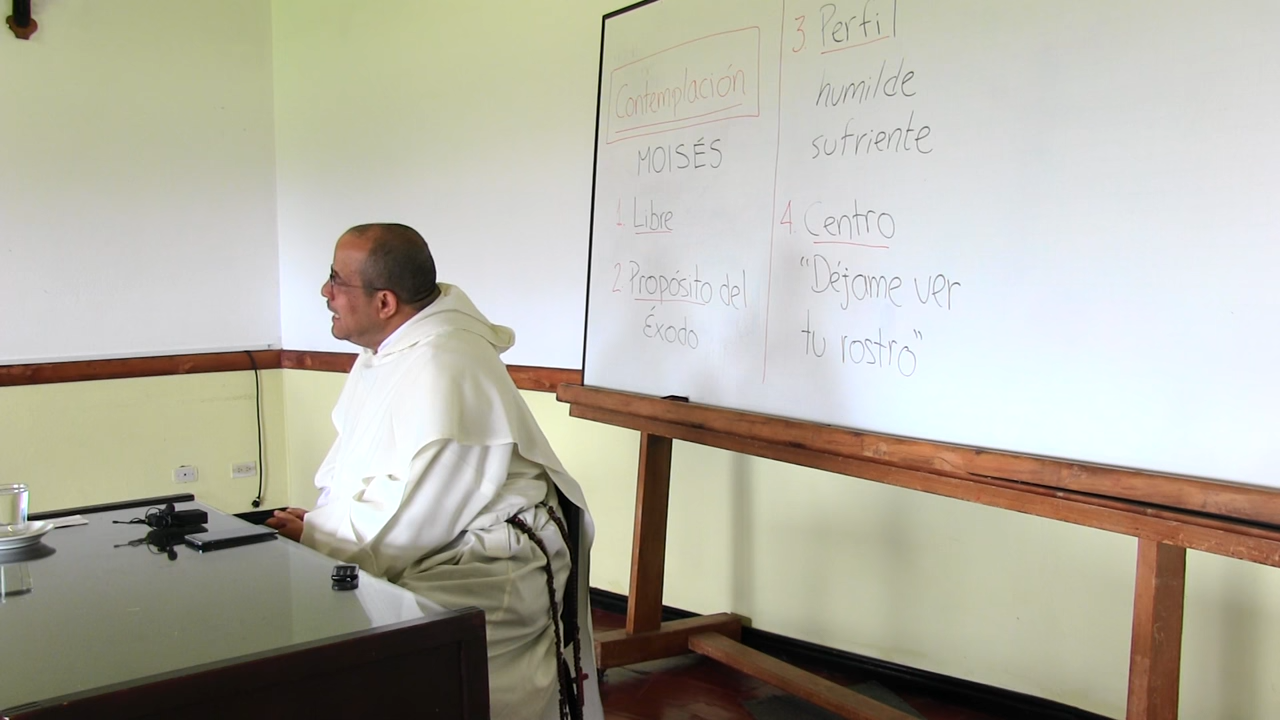 Contemplación
MOISÉS
1 Libre
2 Propósito del
Éxodo
3 Perfil
humilde
sufriente
4 Centro
"Déjame ver
tu rostro"